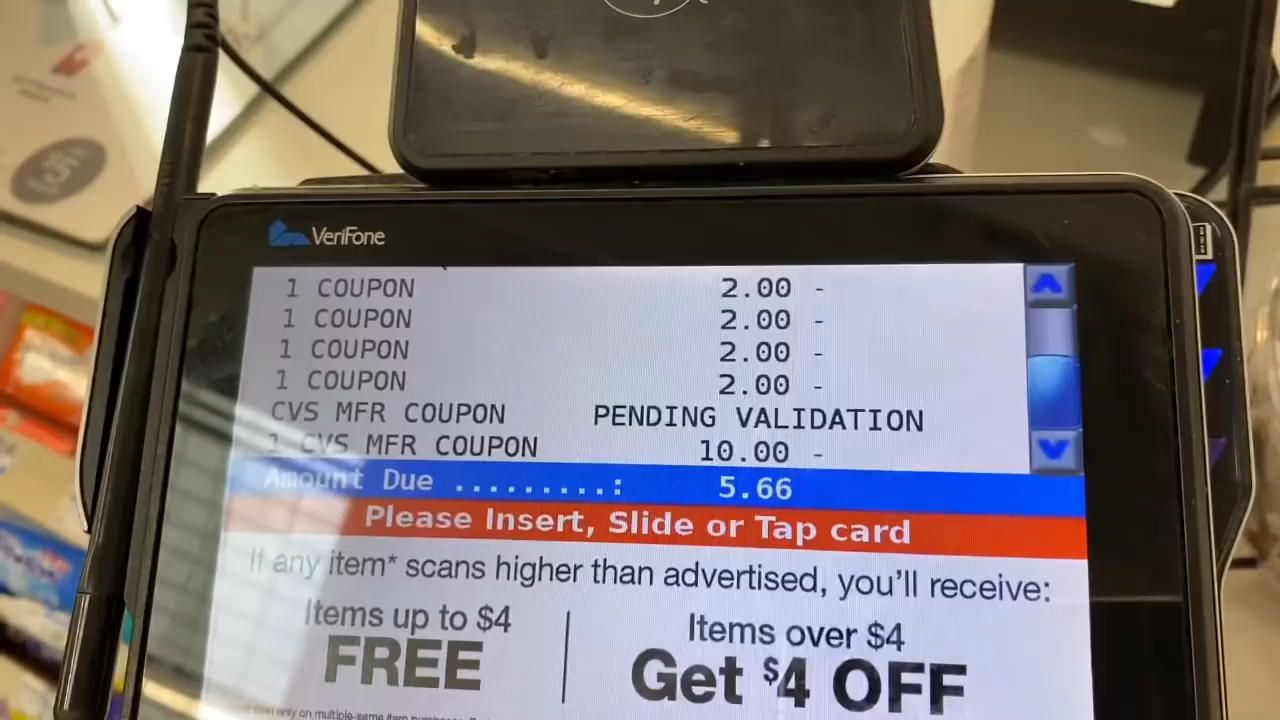 VeriFone
1 COUPON 2.00 -
1 COUPON 2.00 -
1 COUPON 2.00 -
1 COUPON 2.00 -
CVS MFR COUPON PENDING VALIDATION
1 CVS MFR COUPON 10.00 -
Amount Due .........: 5.66
Please Insert, Slide or Tap card
If any item* scans higher than advertised, you'll receive:
Items up to $4
FREE
Items over $4
Get $4 OFF